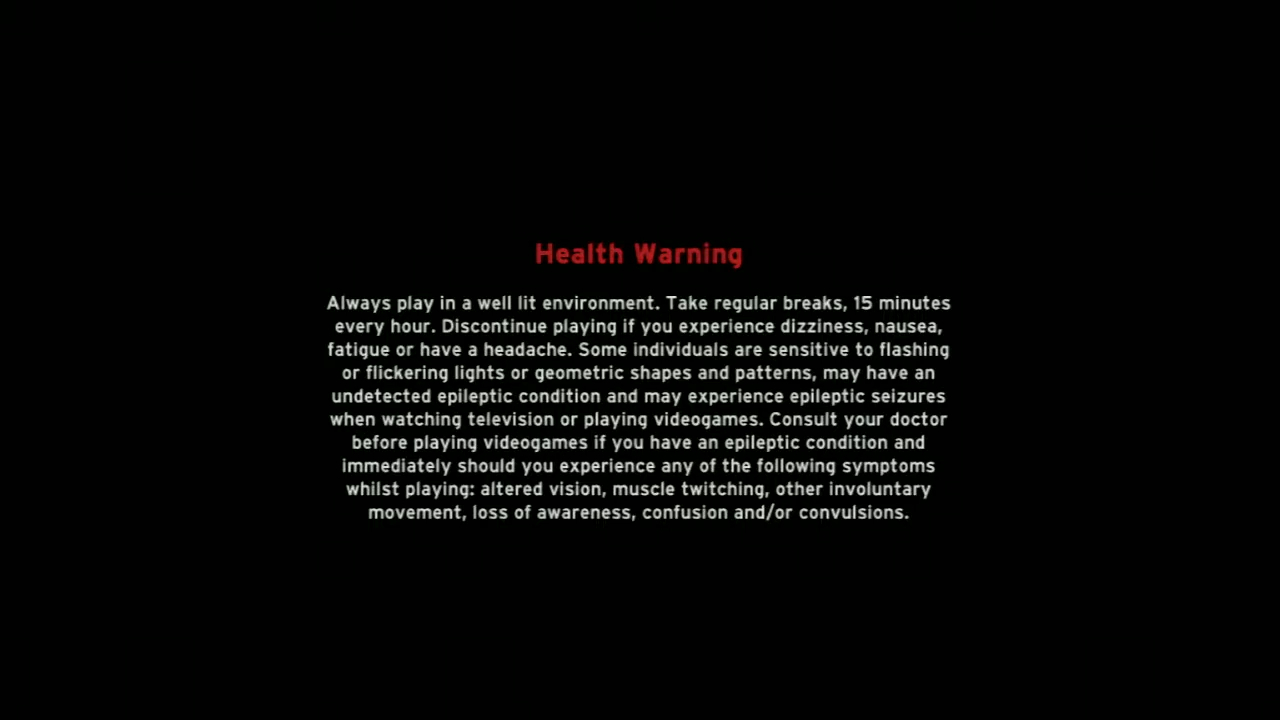 Health Warning
Always play in a well lit environment. Take regular breaks, 15 minutes
every hour. Discontinue playing if you experience dizziness, nausea,
fatigue or have a headache. Some individuals are sensitive to flashing
or flickering lights or geometric shapes and patterns, may have an
undetected epileptic condition and may experience epileptic seizures
when watching television or playing videogames. Consult your doctor
before playing videogames if you have an epileptic condition and
immediately should you experience any of the following symptoms
whilst playing: altered vision, muscle twitching, other involuntary
movement, loss of awareness, confusion and/or convulsions.